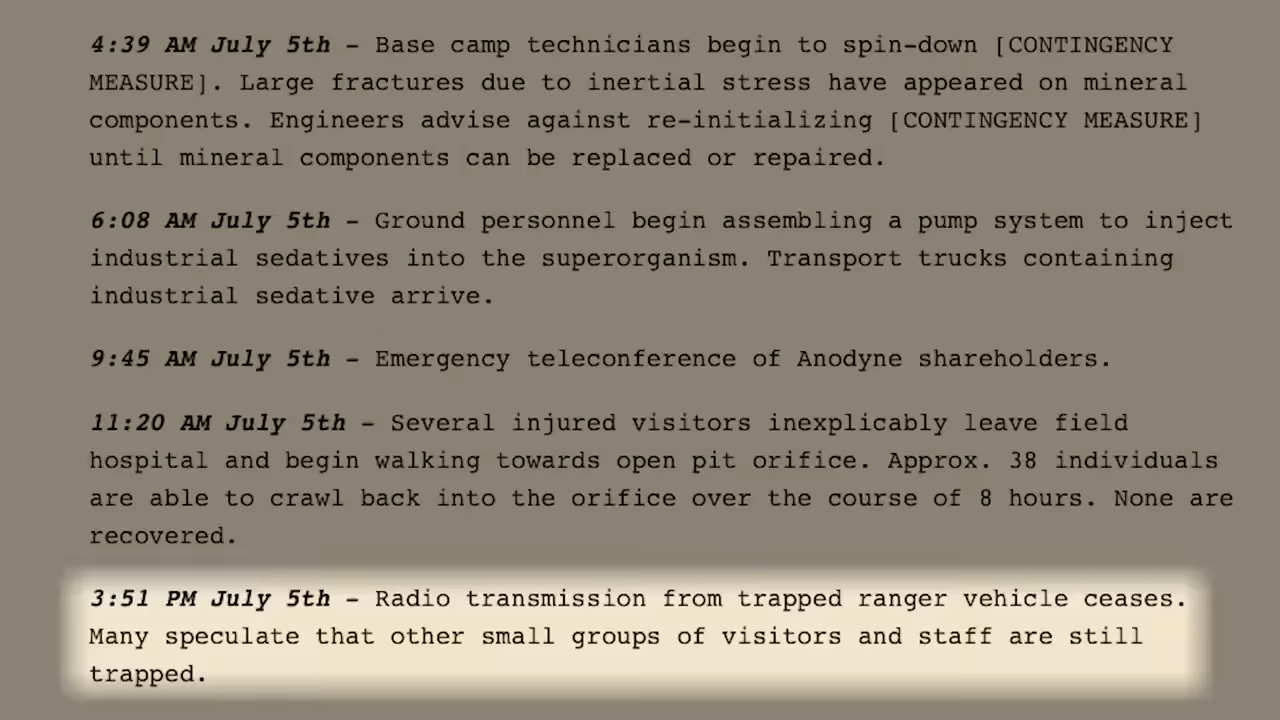 4:39 AM July 5th – Base camp technicians begin to spin-down [CONTINGENCY
MEASURE]. Large fractures due to inertial stress have appeared on mineral
components. Engineers advise against re-initializing [CONTINGENCY MEASURE]
until mineral components can be replaced or repaired.
6:08 AM July 5th – Ground personnel begin assembling a pump system to inject
industrial sedatives into the superorganism. Transport trucks containing
industrial sedative arrive.
9:45 AM July 5th – Emergency teleconference of Anodyne shareholders.
11:20 AM July 5th – Several injured visitors inexplicably leave field
hospital and begin walking towards open pit orifice. Approx. 38 individuals
are able to crawl back into the orifice over the course of 8 hours. None are
recovered.
3:51 PM July 5th – Radio transmission from trapped ranger vehicle ceases.
Many speculate that other small groups of visitors and staff are still
trapped.